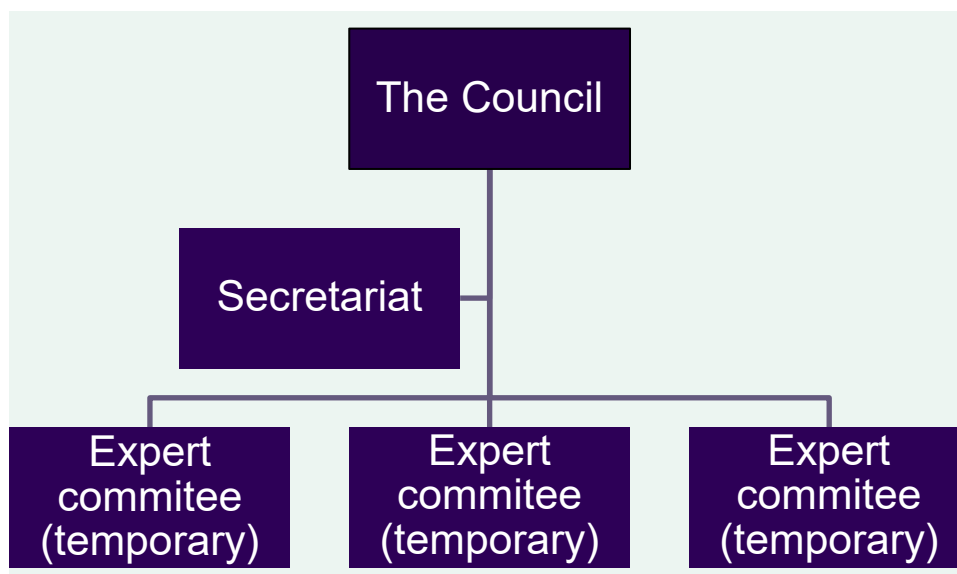 The Council
Secretariat
Expert
commitee
(temporary)
Expert
commitee
(temporary)
Expert
commitee
(temporary)